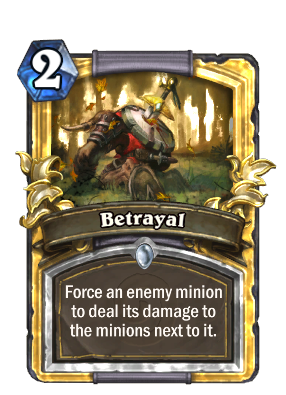 2
Betrayal
Force an enemy minion
to deal its damage to
the minions next to it.